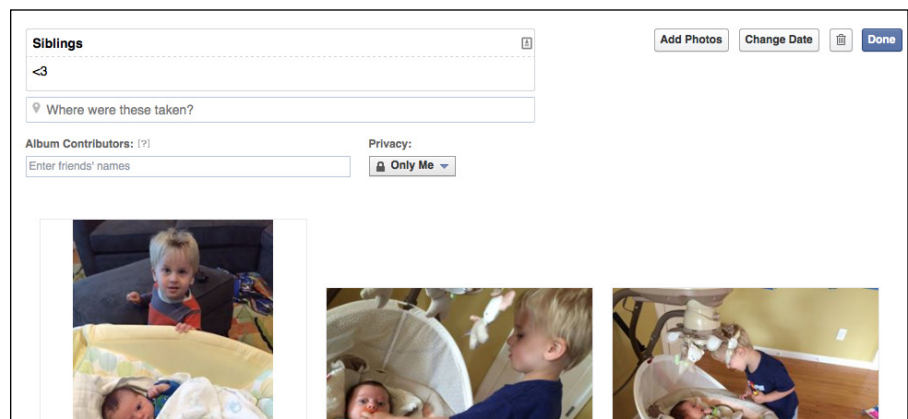 Siblings
Add Photos
Change Date
Done
<3
Where were these taken?
Album Contributors: [?]
Privacy:
Enter friends' names
Only Me